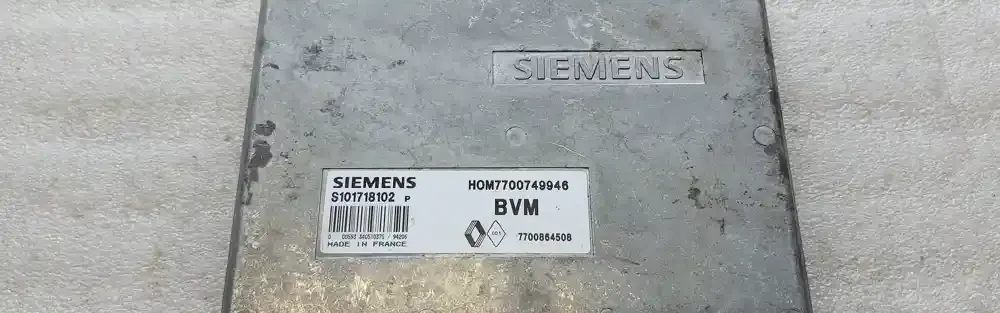 SIEMENS
SIEMENS
S101718102 P
MADE IN FRANCE
HOM7700749946
BVM
7700864508